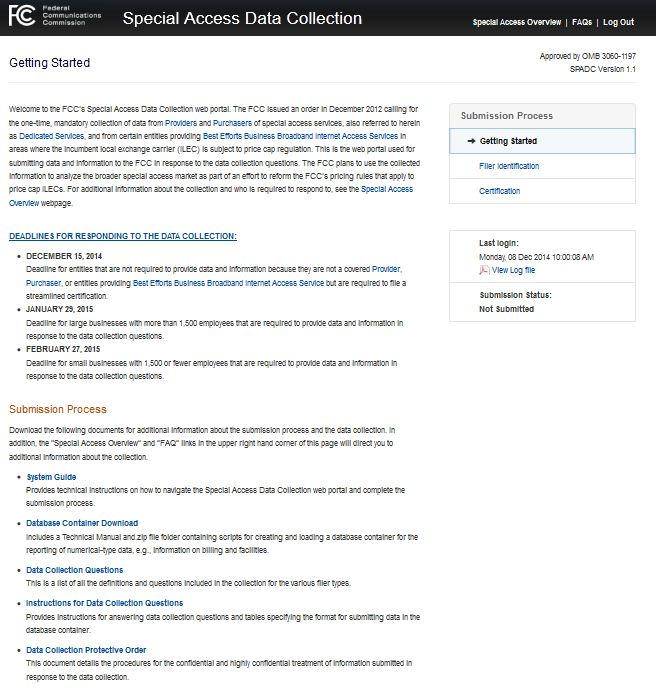 FCC Federal Communications Commission
Special Access Data Collection
Special Access Overview | FAQs | Log Out
Getting Started
Approved by OMB 3060-1197
SPADC Version 1.1
Welcome to the FCC's Special Access Data Collection web portal. The FCC issued an order in December 2012 calling for
the one-time, mandatory collection of data from Providers and Purchasers of special access services, also referred to herein
as Dedicated Services, and from certain entities providing Best Efforts Business Broadband Internet Access Services in
areas where the incumbent local exchange carrier (ILEC) is subject to price cap regulation. This is the web portal used for
submitting data and information to the FCC in response to the data collection questions. The FCC plans to use the collected
information to analyze the broader special access market as part of an effort to reform the FCC's pricing rules that apply to
price cap ILECs. For additional information about the collection and who is required to respond to, see the Special Access
Overview webpage.
DEADLINES FOR RESPONDING TO THE DATA COLLECTION:
• DECEMBER 15, 2014
Deadline for entities that are not required to provide data and information because they are not a covered Provider,
Purchaser, or entities providing Best Efforts Business Broadband Internet Access Service but are required to file a
streamlined certification.
• JANUARY 29, 2015
Deadline for large businesses with more than 1,500 employees that are required to provide data and information in
response to the data collection questions.
• FEBRUARY 27, 2015
Deadline for small businesses with 1,500 or fewer employees that are required to provide data and information in
response to the data collection questions.
Submission Process
Download the following documents for additional information about the submission process and the data collection. In
addition, the "Special Access Overview" and "FAQ" links in the upper right hand corner of this page will direct you to
additional information about the collection.
• System Guide
Provides technical instructions on how to navigate the Special Access Data Collection web portal and complete the
submission process.
• Database Container Download
Includes a Technical Manual and.zip file folder containing scripts for creating and loading a database container for the
reporting of numerical-type data, e.g., information on billing and facilities.
• Data Collection Questions
This is a list of all the definitions and questions included in the collection for the various filer types.
• Instructions for Data Collection Questions
Provides instructions for answering data collection questions and tables specifying the format for submitting data in the
database container.
• Data Collection Protective Order
This document details the procedures for the confidential and highly confidential treatment of information submitted in
response to the data collection.
Submission Process
➔ Getting Started
Filer Identification
Certification
Last login:
Monday, 08 Dec 2014 10:00:08 AM
View Log file
Submission Status:
Not Submitted